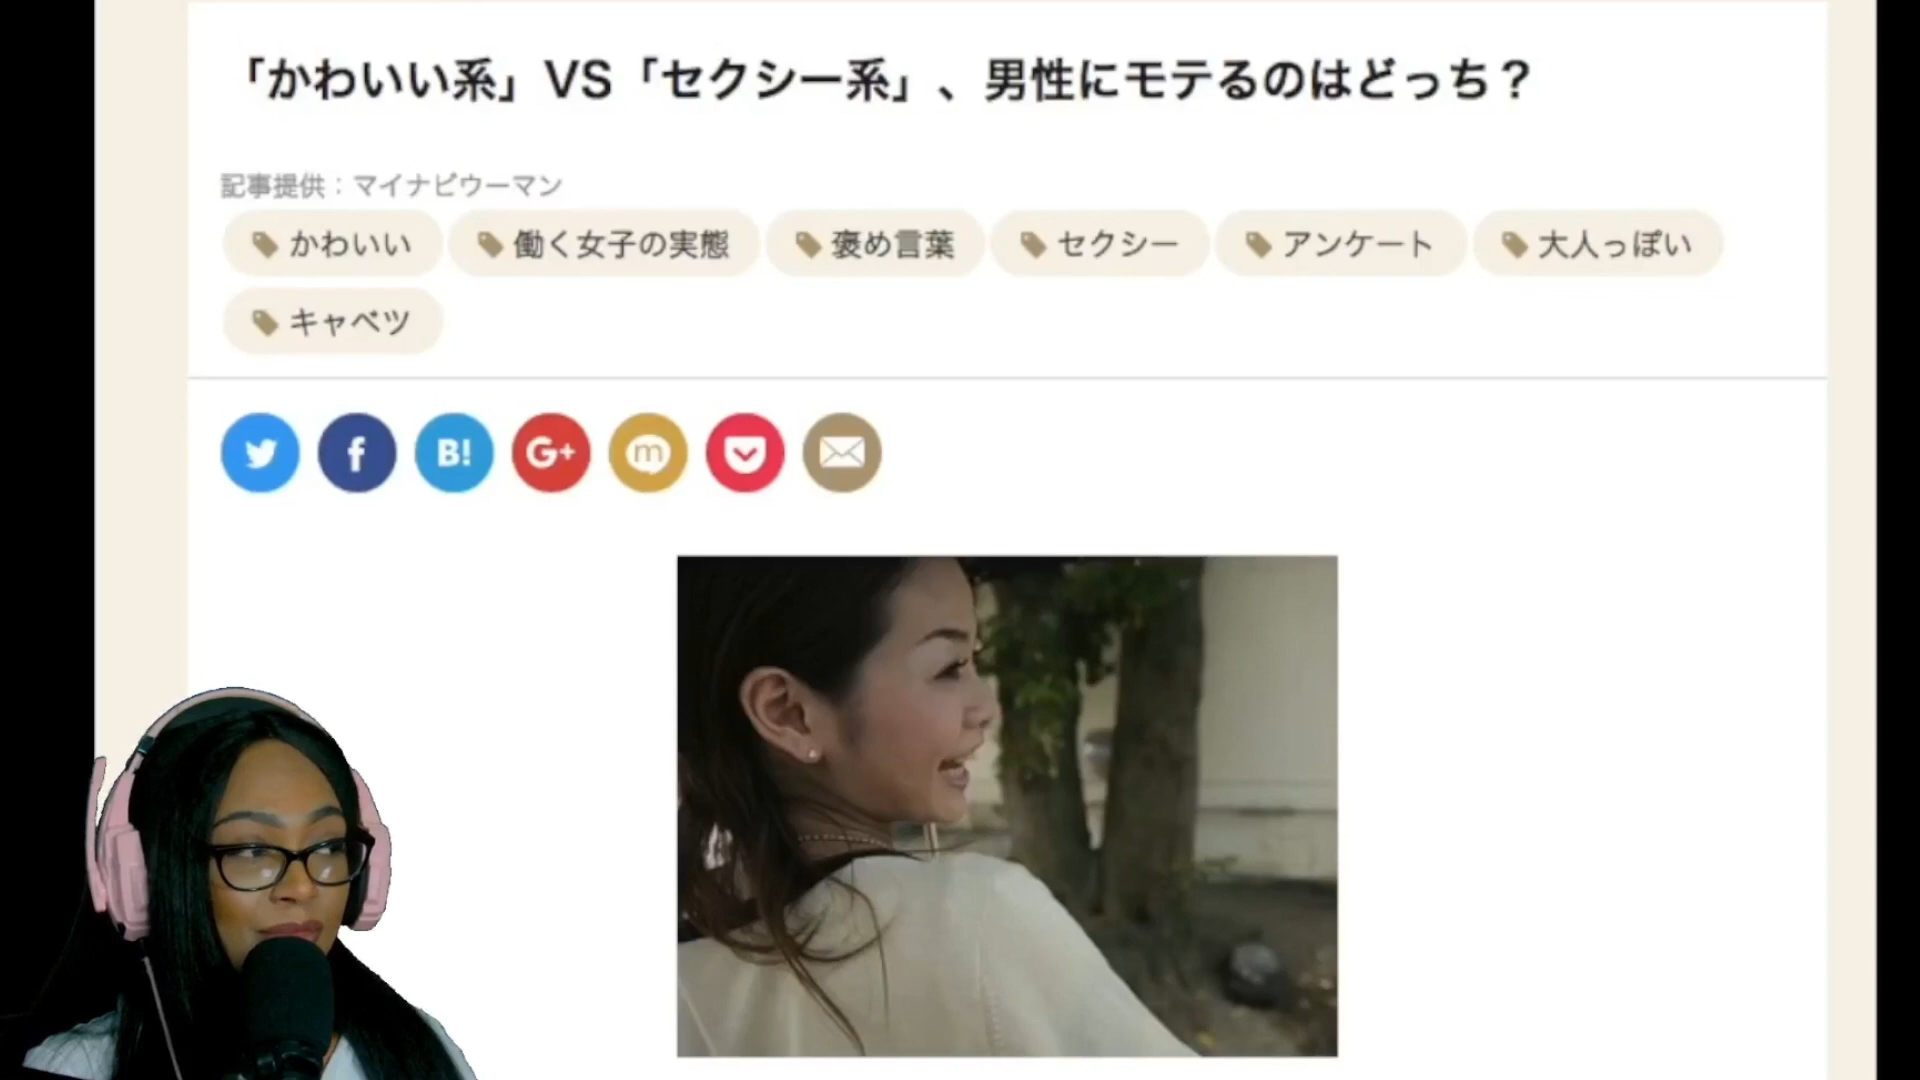 「かわいい系」VS「セクシー系」、男性にモテるのはどっち？
記事提供：マイナビウーマン
かわいい 働く女子の実態 褒め言葉 セクシー アンケート 大人っぽい
キャベツ
f B! G+ m